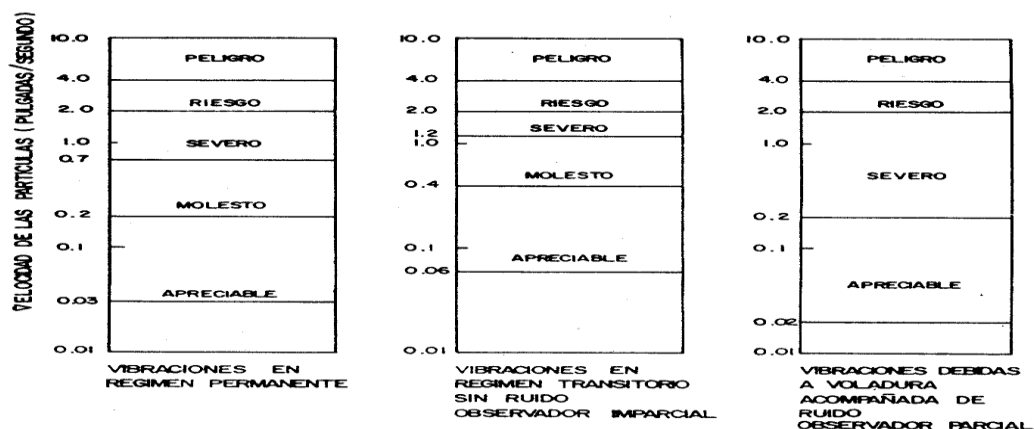 VELOCIDAD DE LAS PARTICULAS (PULGADAS/SEGUNDO)
10.0
PELIGRO
4.0
RIESGO
2.0
1.0
SEVERO
0.7
MOLESTO
0.2
0.1
APRECIABLE
0.03
0.01
VIBRACIONES EN
REGIMEN PERMANENTE
10.0
PELIGRO
4.0
RIESGO
2.0
SEVERO
1.2
1.0
MOLESTO
0.4
0.1
APRECIABLE
0.06
0.01
VIBRACIONES EN
REGIMEN TRANSITORIO
SIN RUIDO
OBSERVADOR IMPARCIAL
10.0
PELIGRO
4.0
RIESGO
2.0
1.0
SEVERO
0.2
0.1
APRECIABLE
0.02
0.01
VIBRACIONES DEBIDAS
A VOLADURA
ACOMPAÑADA DE
RUIDO
OBSERVADOR PARCIAL